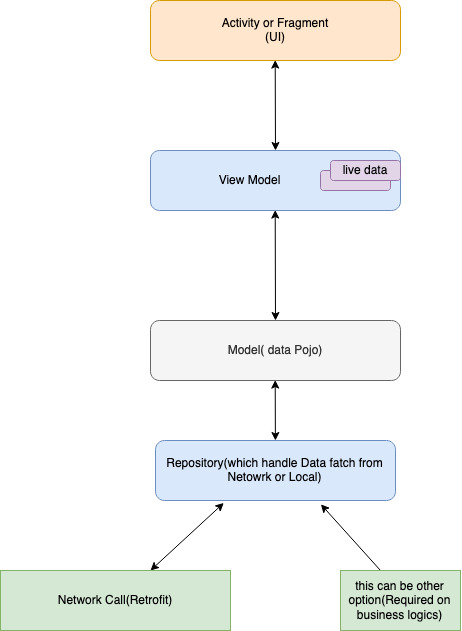 Activity or Fragment
(UI)
View Model
live data
Model( data Pojo)
Repository(which handle Data fatch from
Netowrk or Local)
Network Call(Retrofit)
this can be other
option(Required on
business logics)